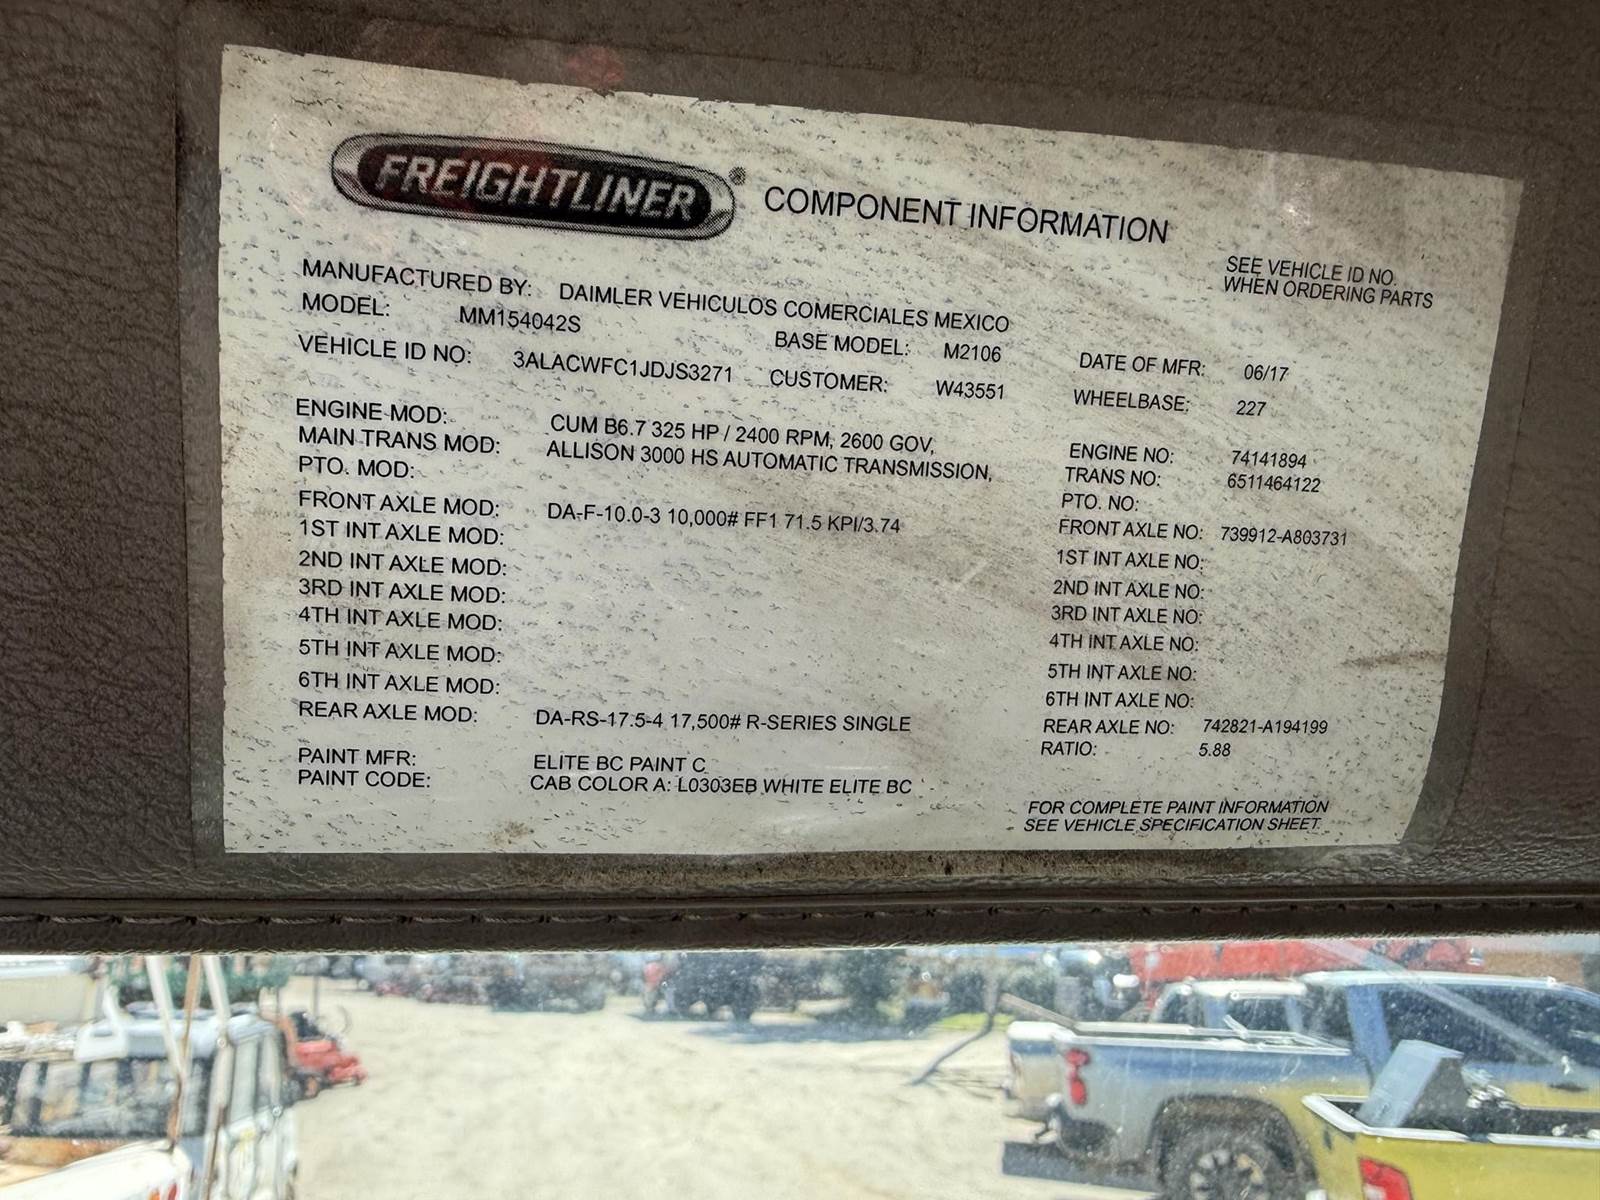 FREIGHTLINER® COMPONENT INFORMATION
SEE VEHICLE ID NO.
WHEN ORDERING PARTS
MANUFACTURED BY: DAIMLER VEHICULOS COMERCIALES MEXICO
MODEL: MM154042S BASE MODEL: M2106 DATE OF MFR: 06/17
VEHICLE ID NO: 3ALACWFC1JDJS3271 CUSTOMER: W43551 WHEELBASE: 227
ENGINE MOD: CUM B6.7 325 HP / 2400 RPM, 2600 GOV, ENGINE NO: 74141894
MAIN TRANS MOD: ALLISON 3000 HS AUTOMATIC TRANSMISSION, TRANS NO: 6511464122
PTO. MOD: PTO. NO:
FRONT AXLE MOD: DA-F-10.0-3 10,000# FF1 71.5 KPI/3.74 FRONT AXLE NO: 739912-A803731
1ST INT AXLE MOD: 1ST INT AXLE NO:
2ND INT AXLE MOD: 2ND INT AXLE NO:
3RD INT AXLE MOD: 3RD INT AXLE NO:
4TH INT AXLE MOD: 4TH INT AXLE NO:
5TH INT AXLE MOD: 5TH INT AXLE NO:
6TH INT AXLE MOD: 6TH INT AXLE NO:
REAR AXLE MOD: DA-RS-17.5-4 17,500# R-SERIES SINGLE REAR AXLE NO: 742821-A194199
RATIO: 5.88
PAINT MFR: ELITE BC PAINT C
PAINT CODE: CAB COLOR A: L0303EB WHITE ELITE BC
FOR COMPLETE PAINT INFORMATION
SEE VEHICLE SPECIFICATION SHEET.